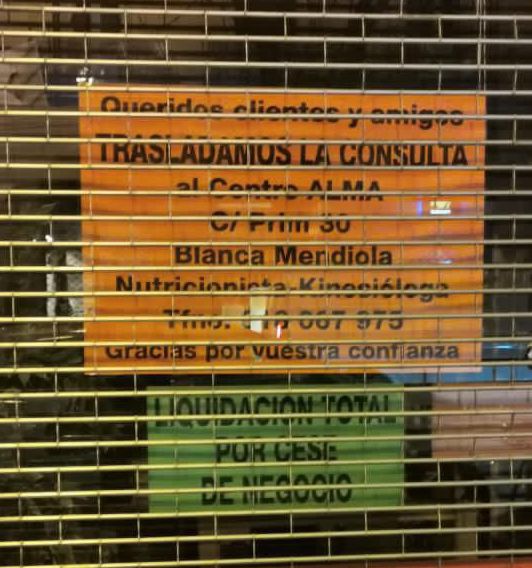 Queridos clientes y amigos
TRASLADAMOS LA CONSULTA
al Centro ALMA
C/ Prim 30
Blanca Mendiola
Nutricionista-Kinesióloga
Tfno:
Gracias por vuestra confianza
LIQUIDACION TOTAL
POR CESE
DE NEGOCIO